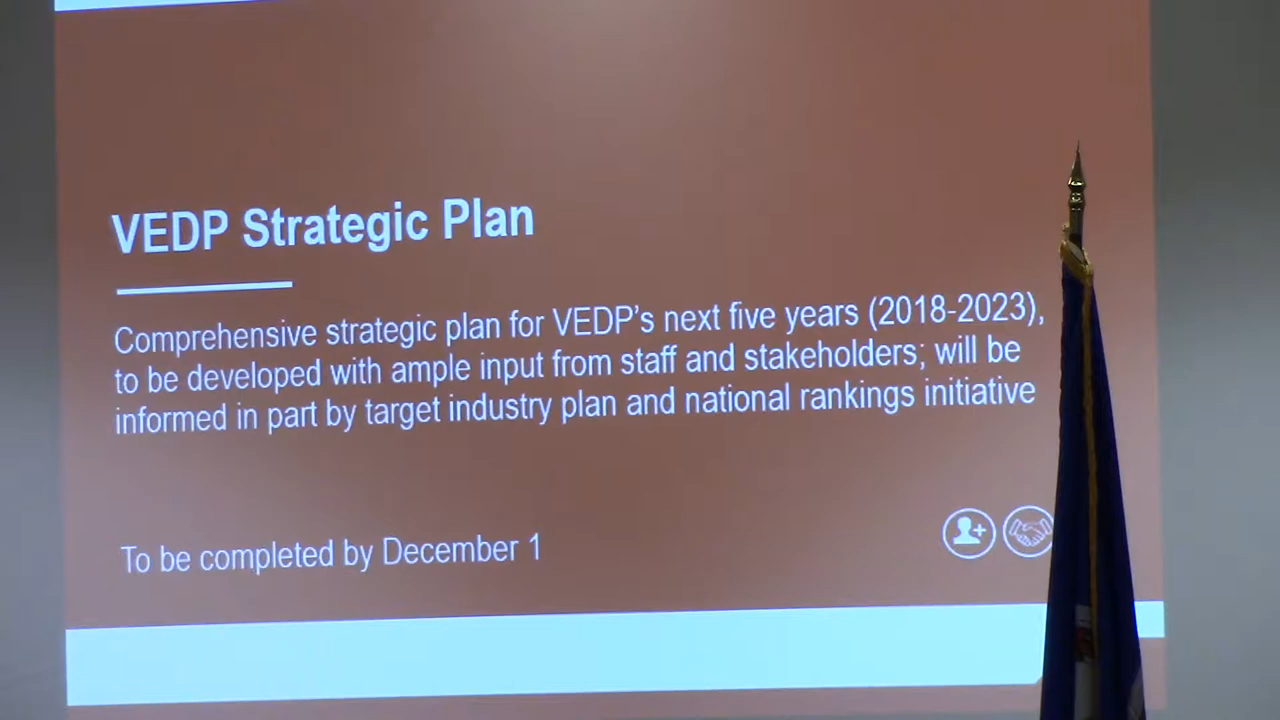 VEDP Strategic Plan
Comprehensive strategic plan for VEDP's next five years (2018-2023),
to be developed with ample input from staff and stakeholders; will be
informed in part by target industry plan and national rankings initiative
To be completed by December 1